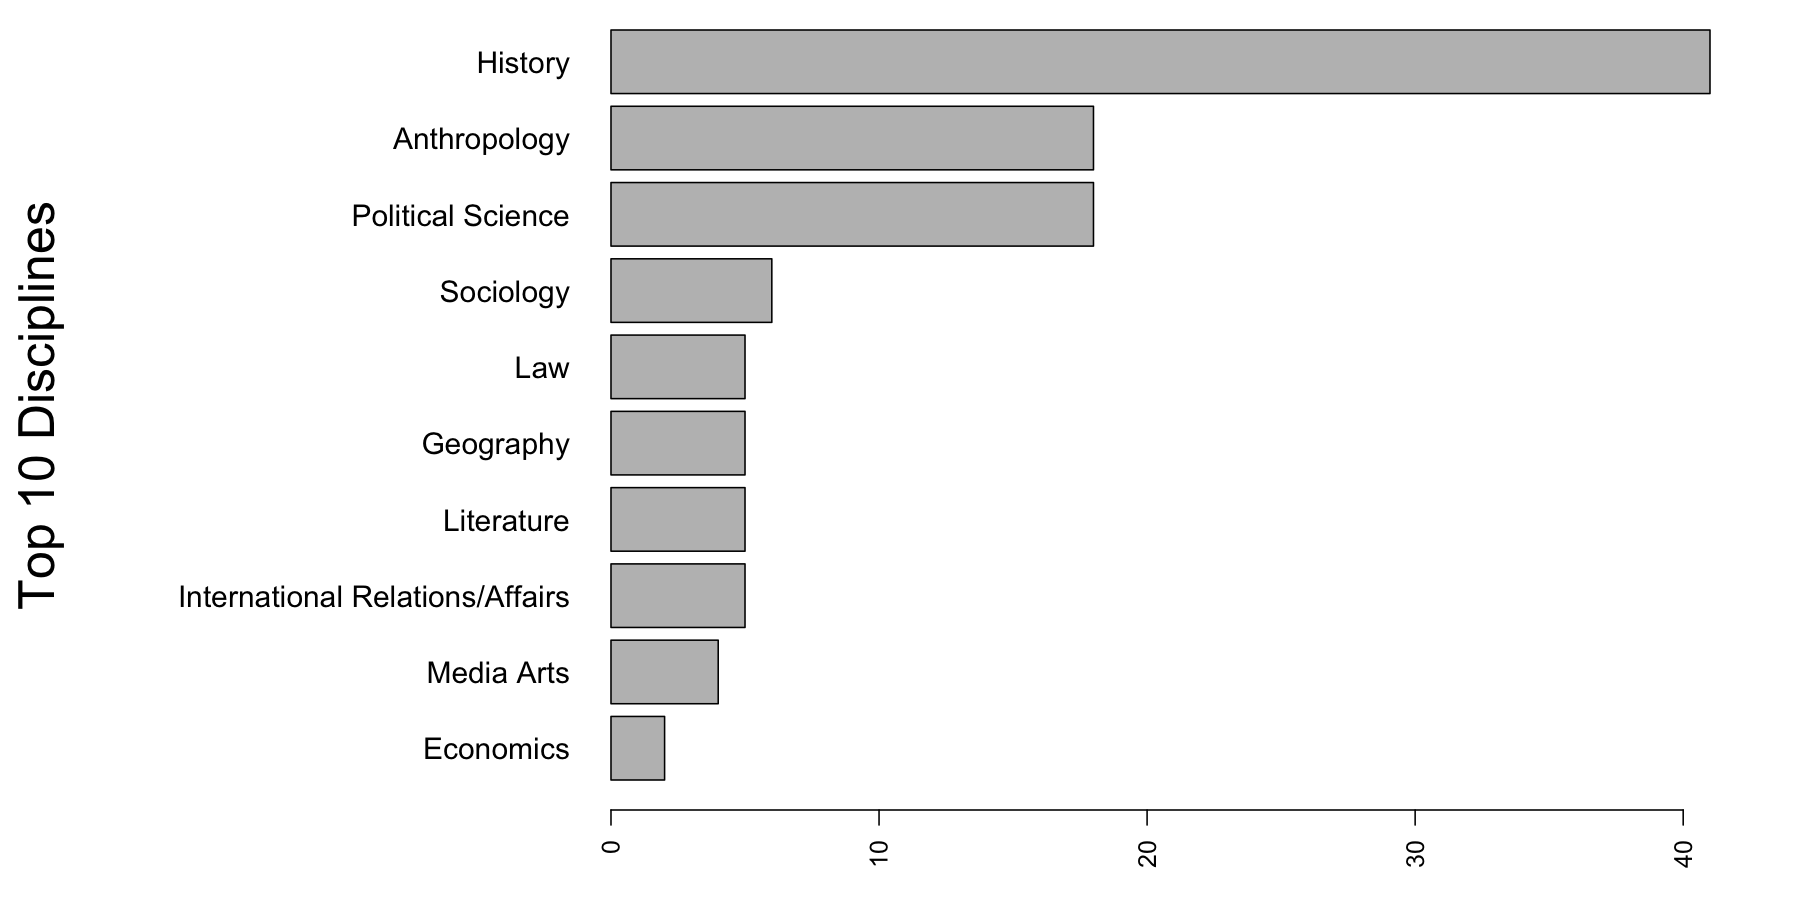 Top 10 Disciplines
History
Anthropology
Political Science
Sociology
Law
Geography
Literature
International Relations/Affairs
Media Arts
Economics
0
10
20
30
40